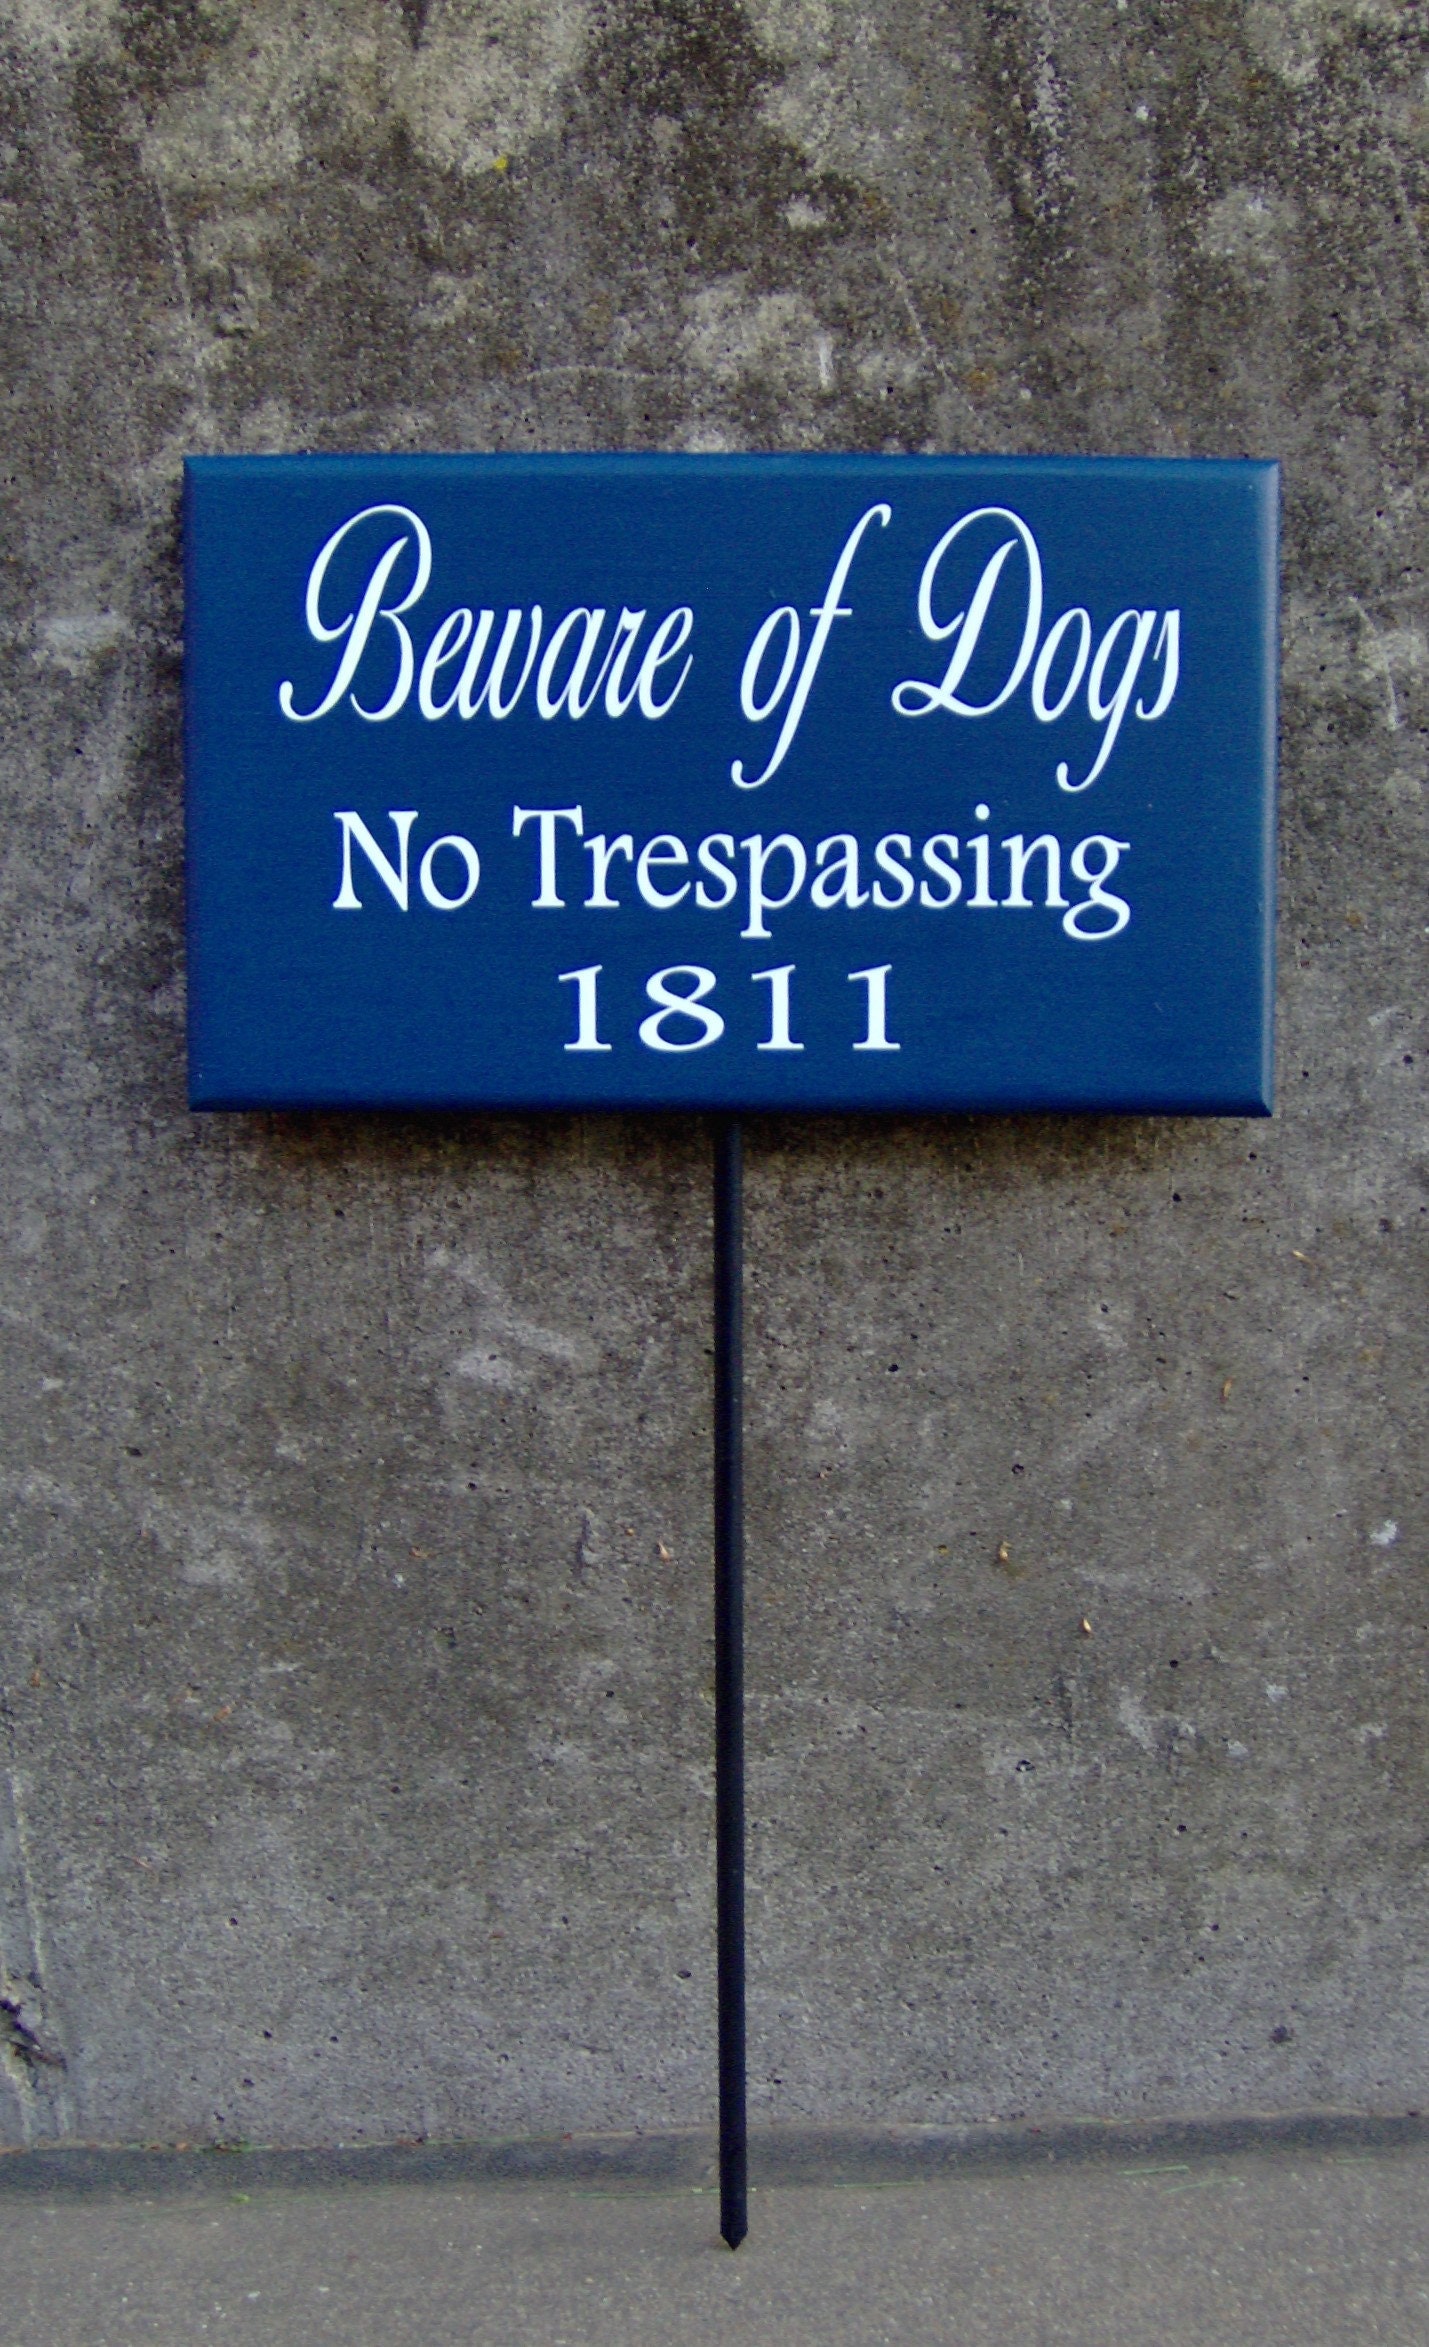 Beware of Dogs
No Trespassing
1811